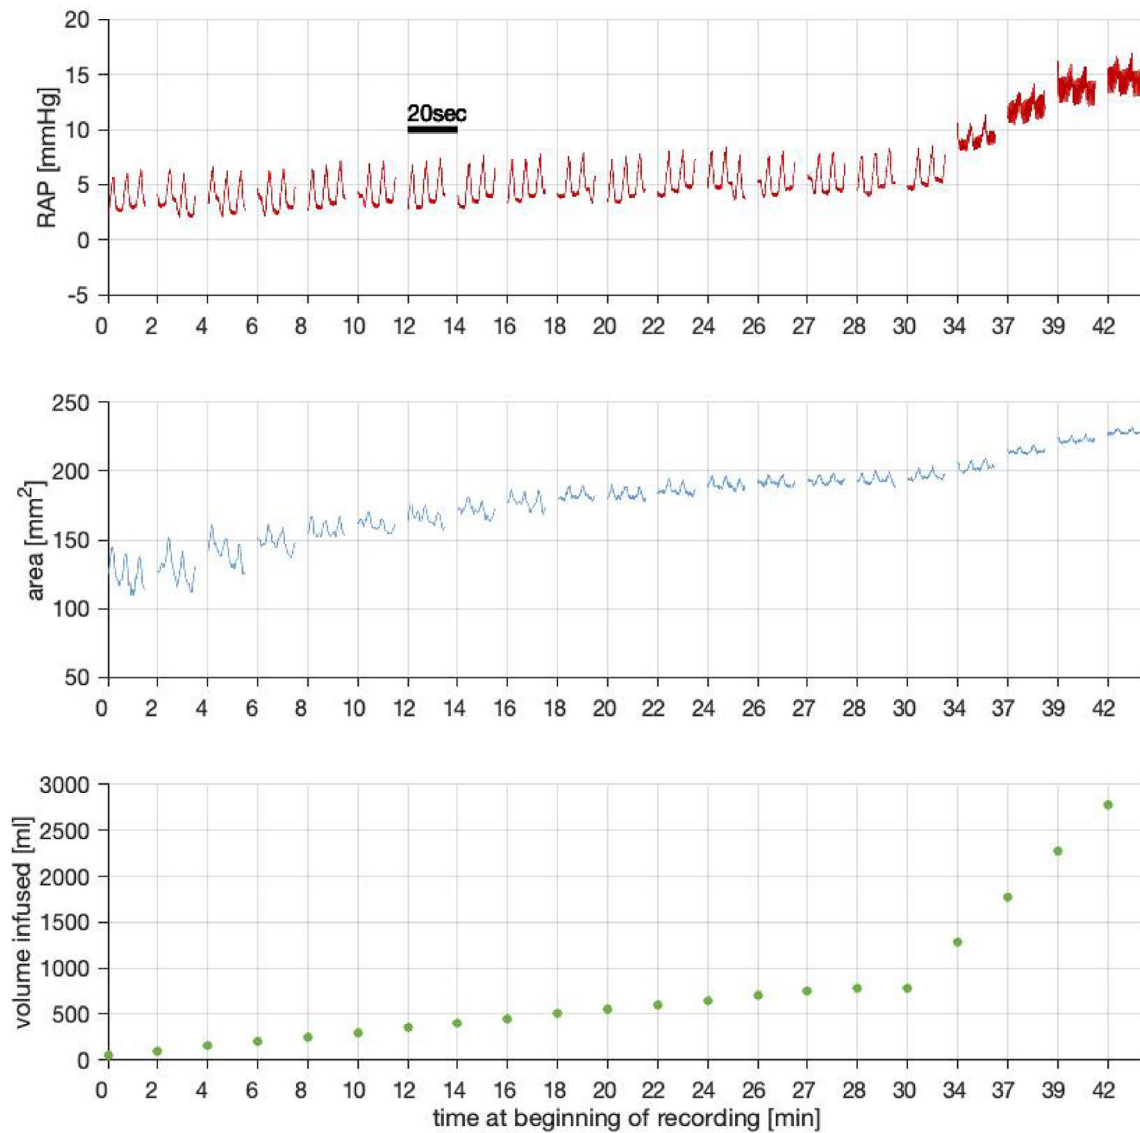 RAP [mmHg]
20
15
10
5
0
-5
20sec
0 2 4 6 8 10 12 14 16 18 20 22 24 26 27 28 30 34 37 39 42
area [mm²]
250
200
150
100
50
0 2 4 6 8 10 12 14 16 18 20 22 24 26 27 28 30 34 37 39 42
volume infused [ml]
3000
2500
2000
1500
1000
500
0
0 2 4 6 8 10 12 14 16 18 20 22 24 26 27 28 30 34 37 39 42
time at beginning of recording [min]